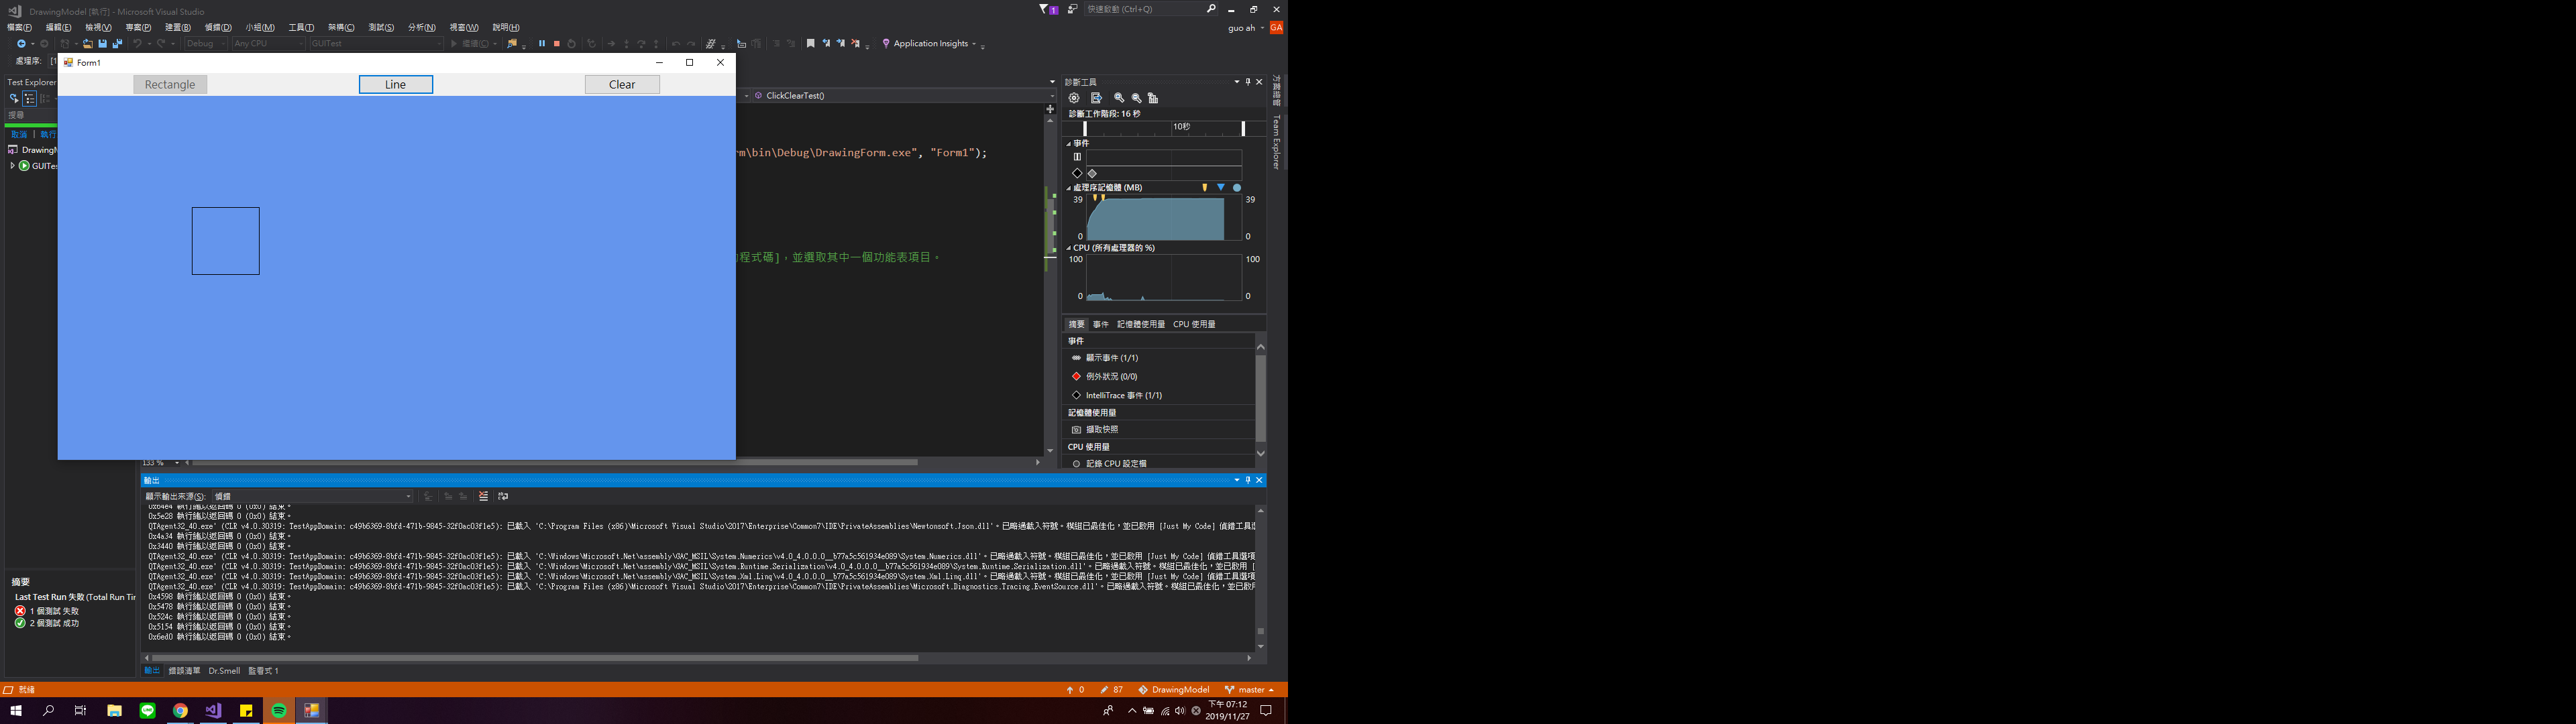 DrawingModel (執行) - Microsoft Visual Studio
快速啟動 (Ctrl+Q)
檔案(F) 編輯(E) 檢視(V) 專案(P) 建置(B) 偵錯(D) 小組(M) 工具(T) 架構(C) 測試(S) 分析(N) 視窗(W) 說明(H)
guo ah GA
Debug Any CPU GUITest 繼續(C) Application Insights
處理序:
Form1
Rectangle Line Clear
Test Explorer
搜尋
取消 | 執行
ClickClearTest()
rm\bin\Debug\DrawingForm.exe", "Form1");
程式碼]，並選取其中一個功能表項目。
133 %
診斷工具
診斷工作階段: 16 秒
10秒
事件
處理序記憶體 (MB)
39 39
0 0
CPU (所有處理器的 %)
100 100
0 0
摘要 事件 記憶體使用量 CPU 使用量
事件
顯示事件 (1/1)
例外狀況 (0/0)
IntelliTrace 事件 (1/1)
記憶體使用量
擷取快照
CPU 使用量
記錄 CPU 設定檔
方案總管
Team Explorer
摘要
Last Test Run 失敗 (Total Run Tir
1 個測試 失敗
2 個測試 成功
輸出
顯示輸出來源(S): 偵錯
0x64e4 執行緒以返回碼 0 (0x0) 結束。
0x5e28 執行緒以返回碼 0 (0x0) 結束。
QTAgent32_40.exe' (CLR v4.0.30319: TestAppDomain: c49b6369-8bfd-471b-9845-32f0ac03f1e5): 已載入 'C:\Program Files (x86)\Microsoft Visual Studio\2017\Enterprise\Common7\IDE\PrivateAssemblies\Newtonsoft.Json.dll'。已略過載入符號。模組已最佳化，並已啟用 [Just My Code] 偵錯工具選
0x4a34 執行緒以返回碼 0 (0x0) 結束。
0x3440 執行緒以返回碼 0 (0x0) 結束。
QTAgent32_40.exe' (CLR v4.0.30319: TestAppDomain: c49b6369-8bfd-471b-9845-32f0ac03f1e5): 已載入 'C:\Windows\Microsoft.Net\assembly\GAC_MSIL\System.Numerics\v4.0_4.0.0.0__b77a5c561934e089\System.Numerics.dll'。已略過載入符號。模組已最佳化，並已啟用 [Just My Code] 偵錯工具選項
QTAgent32_40.exe' (CLR v4.0.30319: TestAppDomain: c49b6369-8bfd-471b-9845-32f0ac03f1e5): 已載入 'C:\Windows\Microsoft.Net\assembly\GAC_MSIL\System.Runtime.Serialization\v4.0_4.0.0.0__b77a5c561934e089\System.Runtime.Serialization.dll'。已略過載入符號。模組已最佳化，並已啟用 [
QTAgent32_40.exe' (CLR v4.0.30319: TestAppDomain: c49b6369-8bfd-471b-9845-32f0ac03f1e5): 已載入 'C:\Windows\Microsoft.Net\assembly\GAC_MSIL\System.Xml.Linq\v4.0_4.0.0.0__b77a5c561934e089\System.Xml.Linq.dll'。已略過載入符號。模組已最佳化，並已啟用 [Just My Code] 偵錯工具選項
QTAgent32_40.exe' (CLR v4.0.30319: TestAppDomain: c49b6369-8bfd-471b-9845-32f0ac03f1e5): 已載入 'C:\Program Files (x86)\Microsoft Visual Studio\2017\Enterprise\Common7\IDE\PrivateAssemblies\Microsoft.Diagnostics.Tracing.EventSource.dll'。已略過載入符號。模組已最佳化，並已啟用
0x4598 執行緒以返回碼 0 (0x0) 結束。
0x5478 執行緒以返回碼 0 (0x0) 結束。
0x524c 執行緒以返回碼 0 (0x0) 結束。
0x5154 執行緒以返回碼 0 (0x0) 結束。
0x6ed0 執行緒以返回碼 0 (0x0) 結束。
輸出 錯誤清單 Dr.Smell 監看式 1
就緒
0 87 DrawingModel master
下午 07:12
2019/11/27